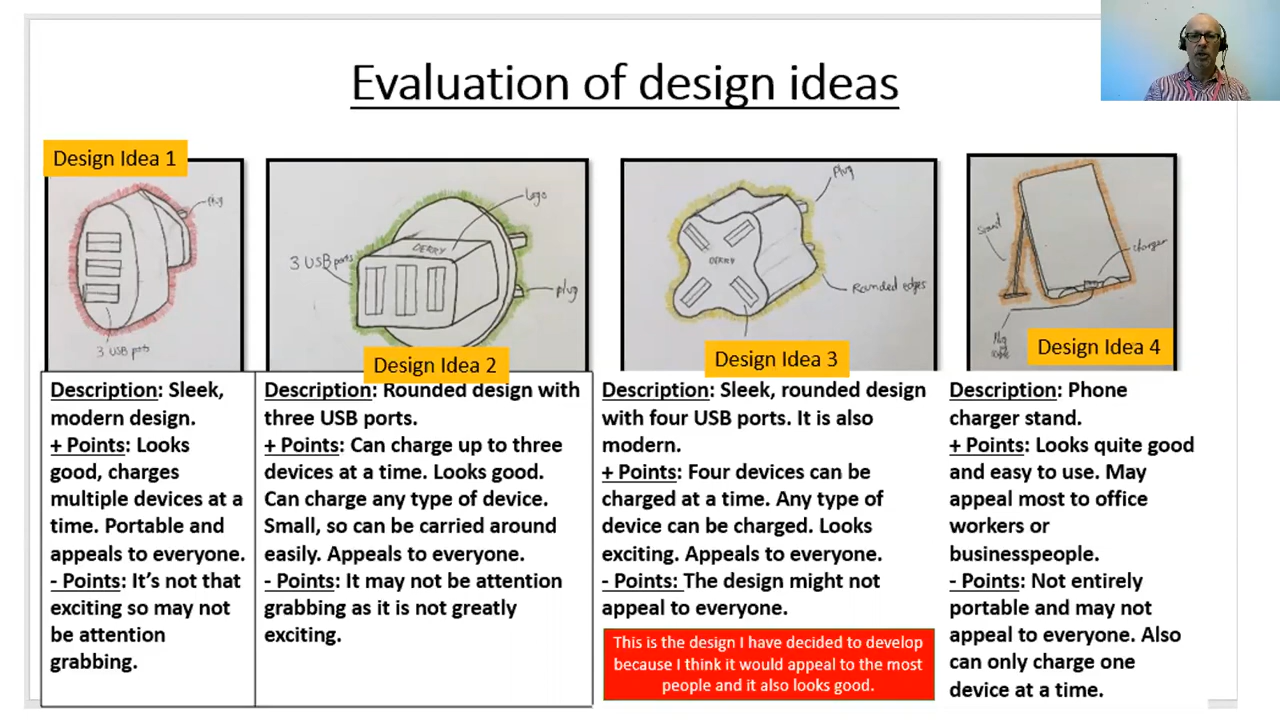 Evaluation of design ideas
Design Idea 1
plug
3 USB ports
Description: Sleek,
modern design.
+ Points: Looks
good, charges
multiple devices at a
time. Portable and
appeals to everyone.
- Points: It’s not that
exciting so may not
be attention
grabbing.
Logo
DERRY
3 USB ports
plug
Design Idea 2
Description: Rounded design with
three USB ports.
+ Points: Can charge up to three
devices at a time. Looks good.
Can charge any type of device.
Small, so can be carried around
easily. Appeals to everyone.
- Points: It may not be attention
grabbing as it is not greatly
exciting.
Plug
DERRY
Rounded edges
Design Idea 3
Description: Sleek, rounded design
with four USB ports. It is also
modern.
+ Points: Four devices can be
charged at a time. Any type of
device can be charged. Looks
exciting. Appeals to everyone.
- Points: The design might not
appeal to everyone.
This is the design I have decided to develop
because I think it would appeal to the most
people and it also looks good.
Stand
charger
Design Idea 4
Description: Phone
charger stand.
+ Points: Looks quite good
and easy to use. May
appeal most to office
workers or
businesspeople.
- Points: Not entirely
portable and may not
appeal to everyone. Also
can only charge one
device at a time.